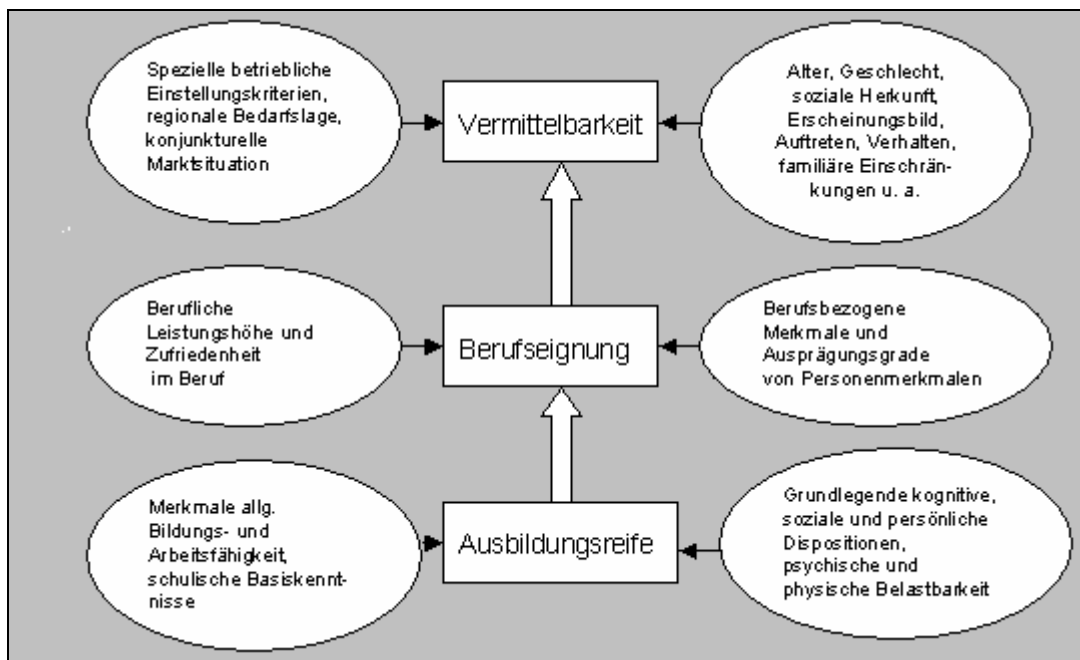 Spezielle betriebliche
Einstellungskriterien,
regionale Bedarfslage,
konjunkturelle
Marktsituation
Vermittelbarkeit
Alter, Geschlecht,
soziale Herkunft,
Erscheinungsbild,
Auftreten, Verhalten,
familiäre Einschrän-
kungen u. a.
Berufliche
Leistungshöhe und
Zufriedenheit
im Beruf
Berufseignung
Berufsbezogene
Merkmale und
Ausprägungsgrade
von Personenmerkmalen
Merkmale allg.
Bildungs- und
Arbeitsfähigkeit,
schulische Basiskennt-
nisse
Ausbildungsreife
Grundlegende kognitive,
soziale und persönliche
Dispositionen,
psychische und
physische Belastbarkeit